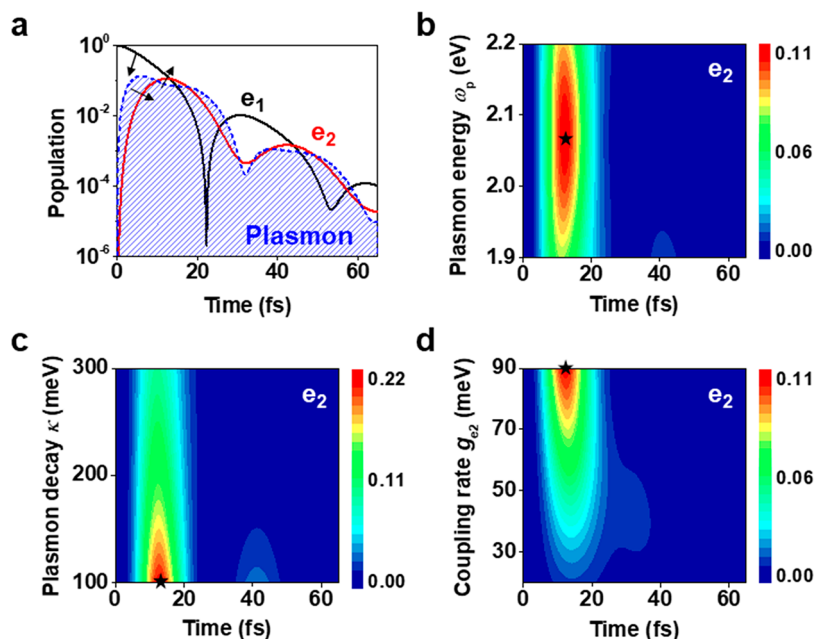 a
10⁰
10⁻²
10⁻⁴
10⁻⁶
Population
e₁
e₂
Plasmon
0
20
40
60
Time (fs)
b
2.2
2.1
2.0
1.9
Plasmon energy ωₚ (eV)
e₂
0.11
0.06
0.00
0
20
40
60
Time (fs)
c
300
200
100
Plasmon decay κ (meV)
e₂
0.22
0.11
0.00
0
20
40
60
Time (fs)
d
90
70
50
30
Coupling rate gₑ₂ (meV)
e₂
0.11
0.06
0.00
0
20
40
60
Time (fs)